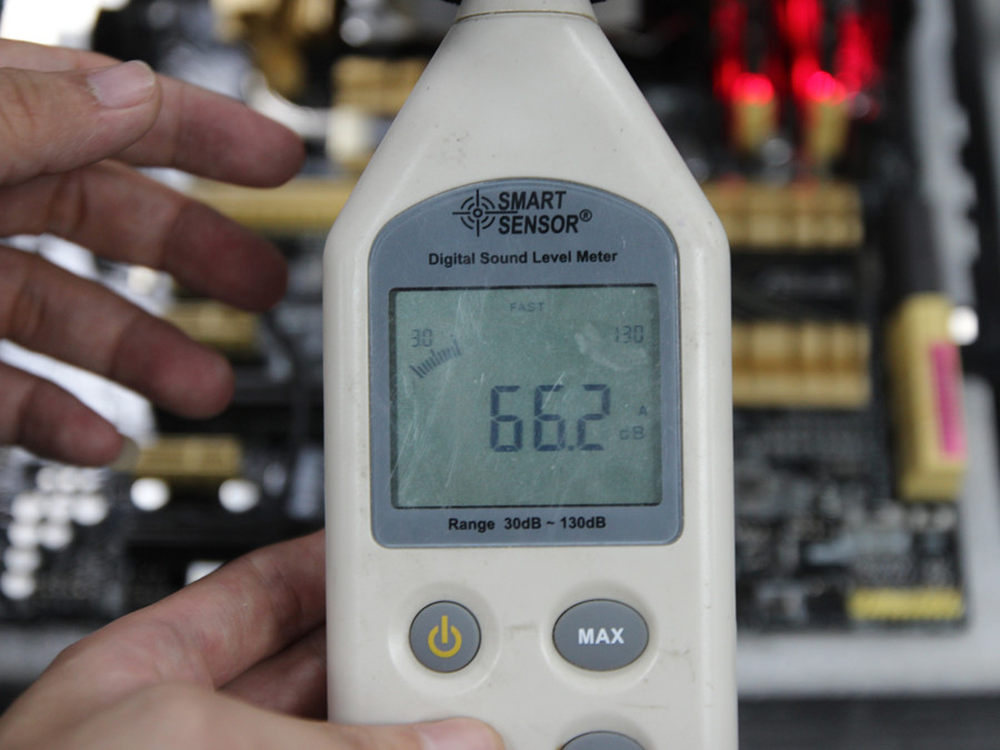 SMART
SENSOR®
Digital Sound Level Meter
FAST
30 130
66.2 A
dB
Range 30dB ~ 130dB
MAX